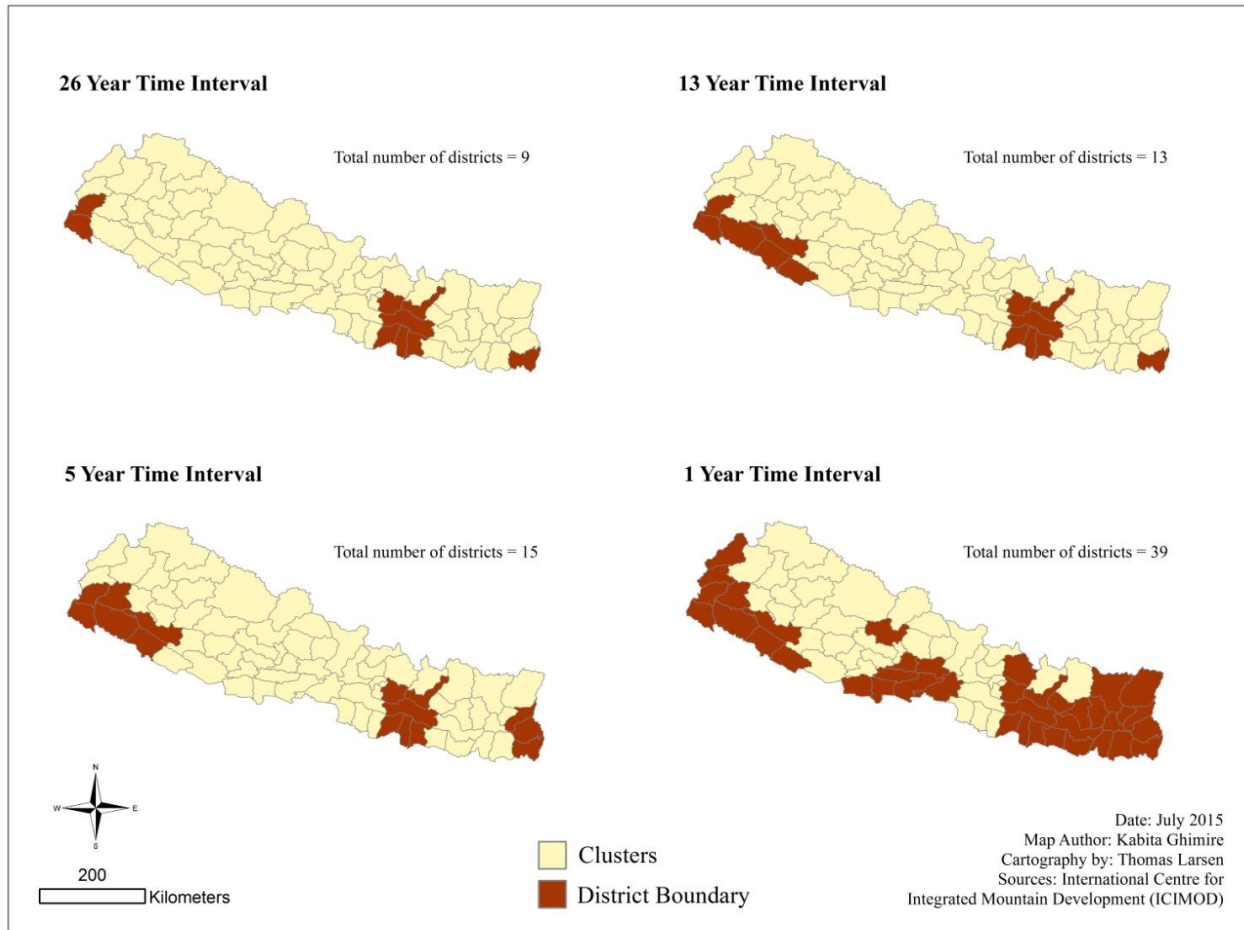 26 Year Time Interval
Total number of districts = 9
13 Year Time Interval
Total number of districts = 13
5 Year Time Interval
Total number of districts = 15
1 Year Time Interval
Total number of districts = 39
N
W E
S
200
Kilometers
Clusters
District Boundary
Date: July 2015
Map Author: Kabita Ghimire
Cartography by: Thomas Larsen
Sources: International Centre for
Integrated Mountain Development (ICIMOD)